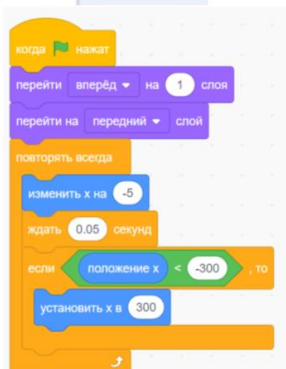 когда нажат
перейти вперёд на 1 слоя
перейти на передний слой
повторять всегда
изменить x на -5
ждать 0.05 секунд
если положение x < -300 , то
установить x в 300